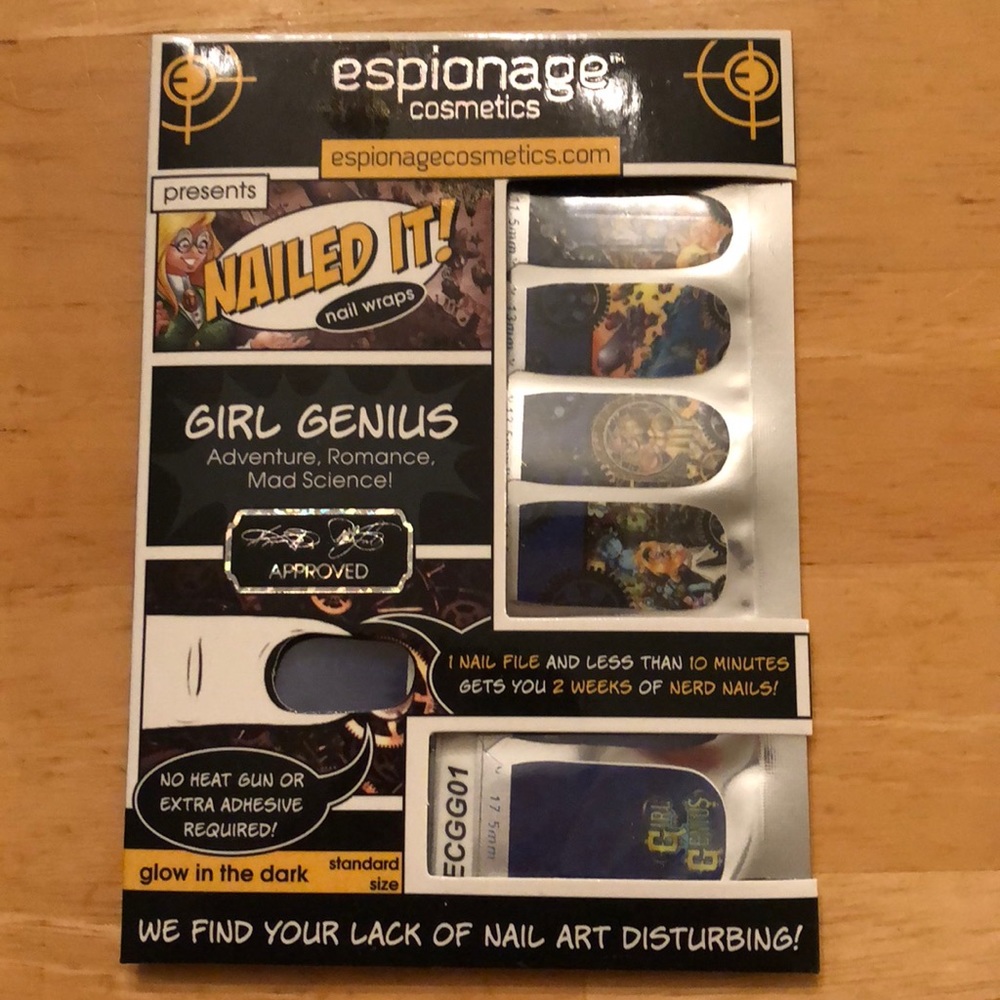 espionage™
cosmetics
espionagecosmetics.com
presents
NAILED IT!
nail wraps
GIRL GENIUS
Adventure, Romance,
Mad Science!
APPROVED
1 NAIL FILE AND LESS THAN 10 MINUTES
GETS YOU 2 WEEKS OF NERD NAILS!
NO HEAT GUN OR
EXTRA ADHESIVE
REQUIRED!
glow in the dark
standard
size
11.5mm
13mm
ECGG01
17.5mm
GIRL
GENIUS
WE FIND YOUR LACK OF NAIL ART DISTURBING!